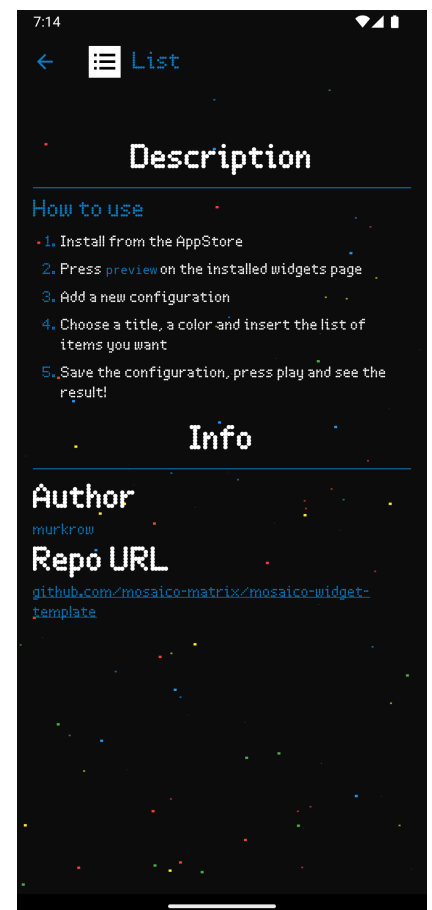 7:14
List
Description
How to use
1. Install from the AppStore
2. Press preview on the installed widgets page
3. Add a new configuration
4. Choose a title, a color and insert the list of
items you want
5. Save the configuration, press play and see the
result!
Info
Author
murkrow
Repo URL
github.com/mosaico-matrix/mosaico-widget-
template